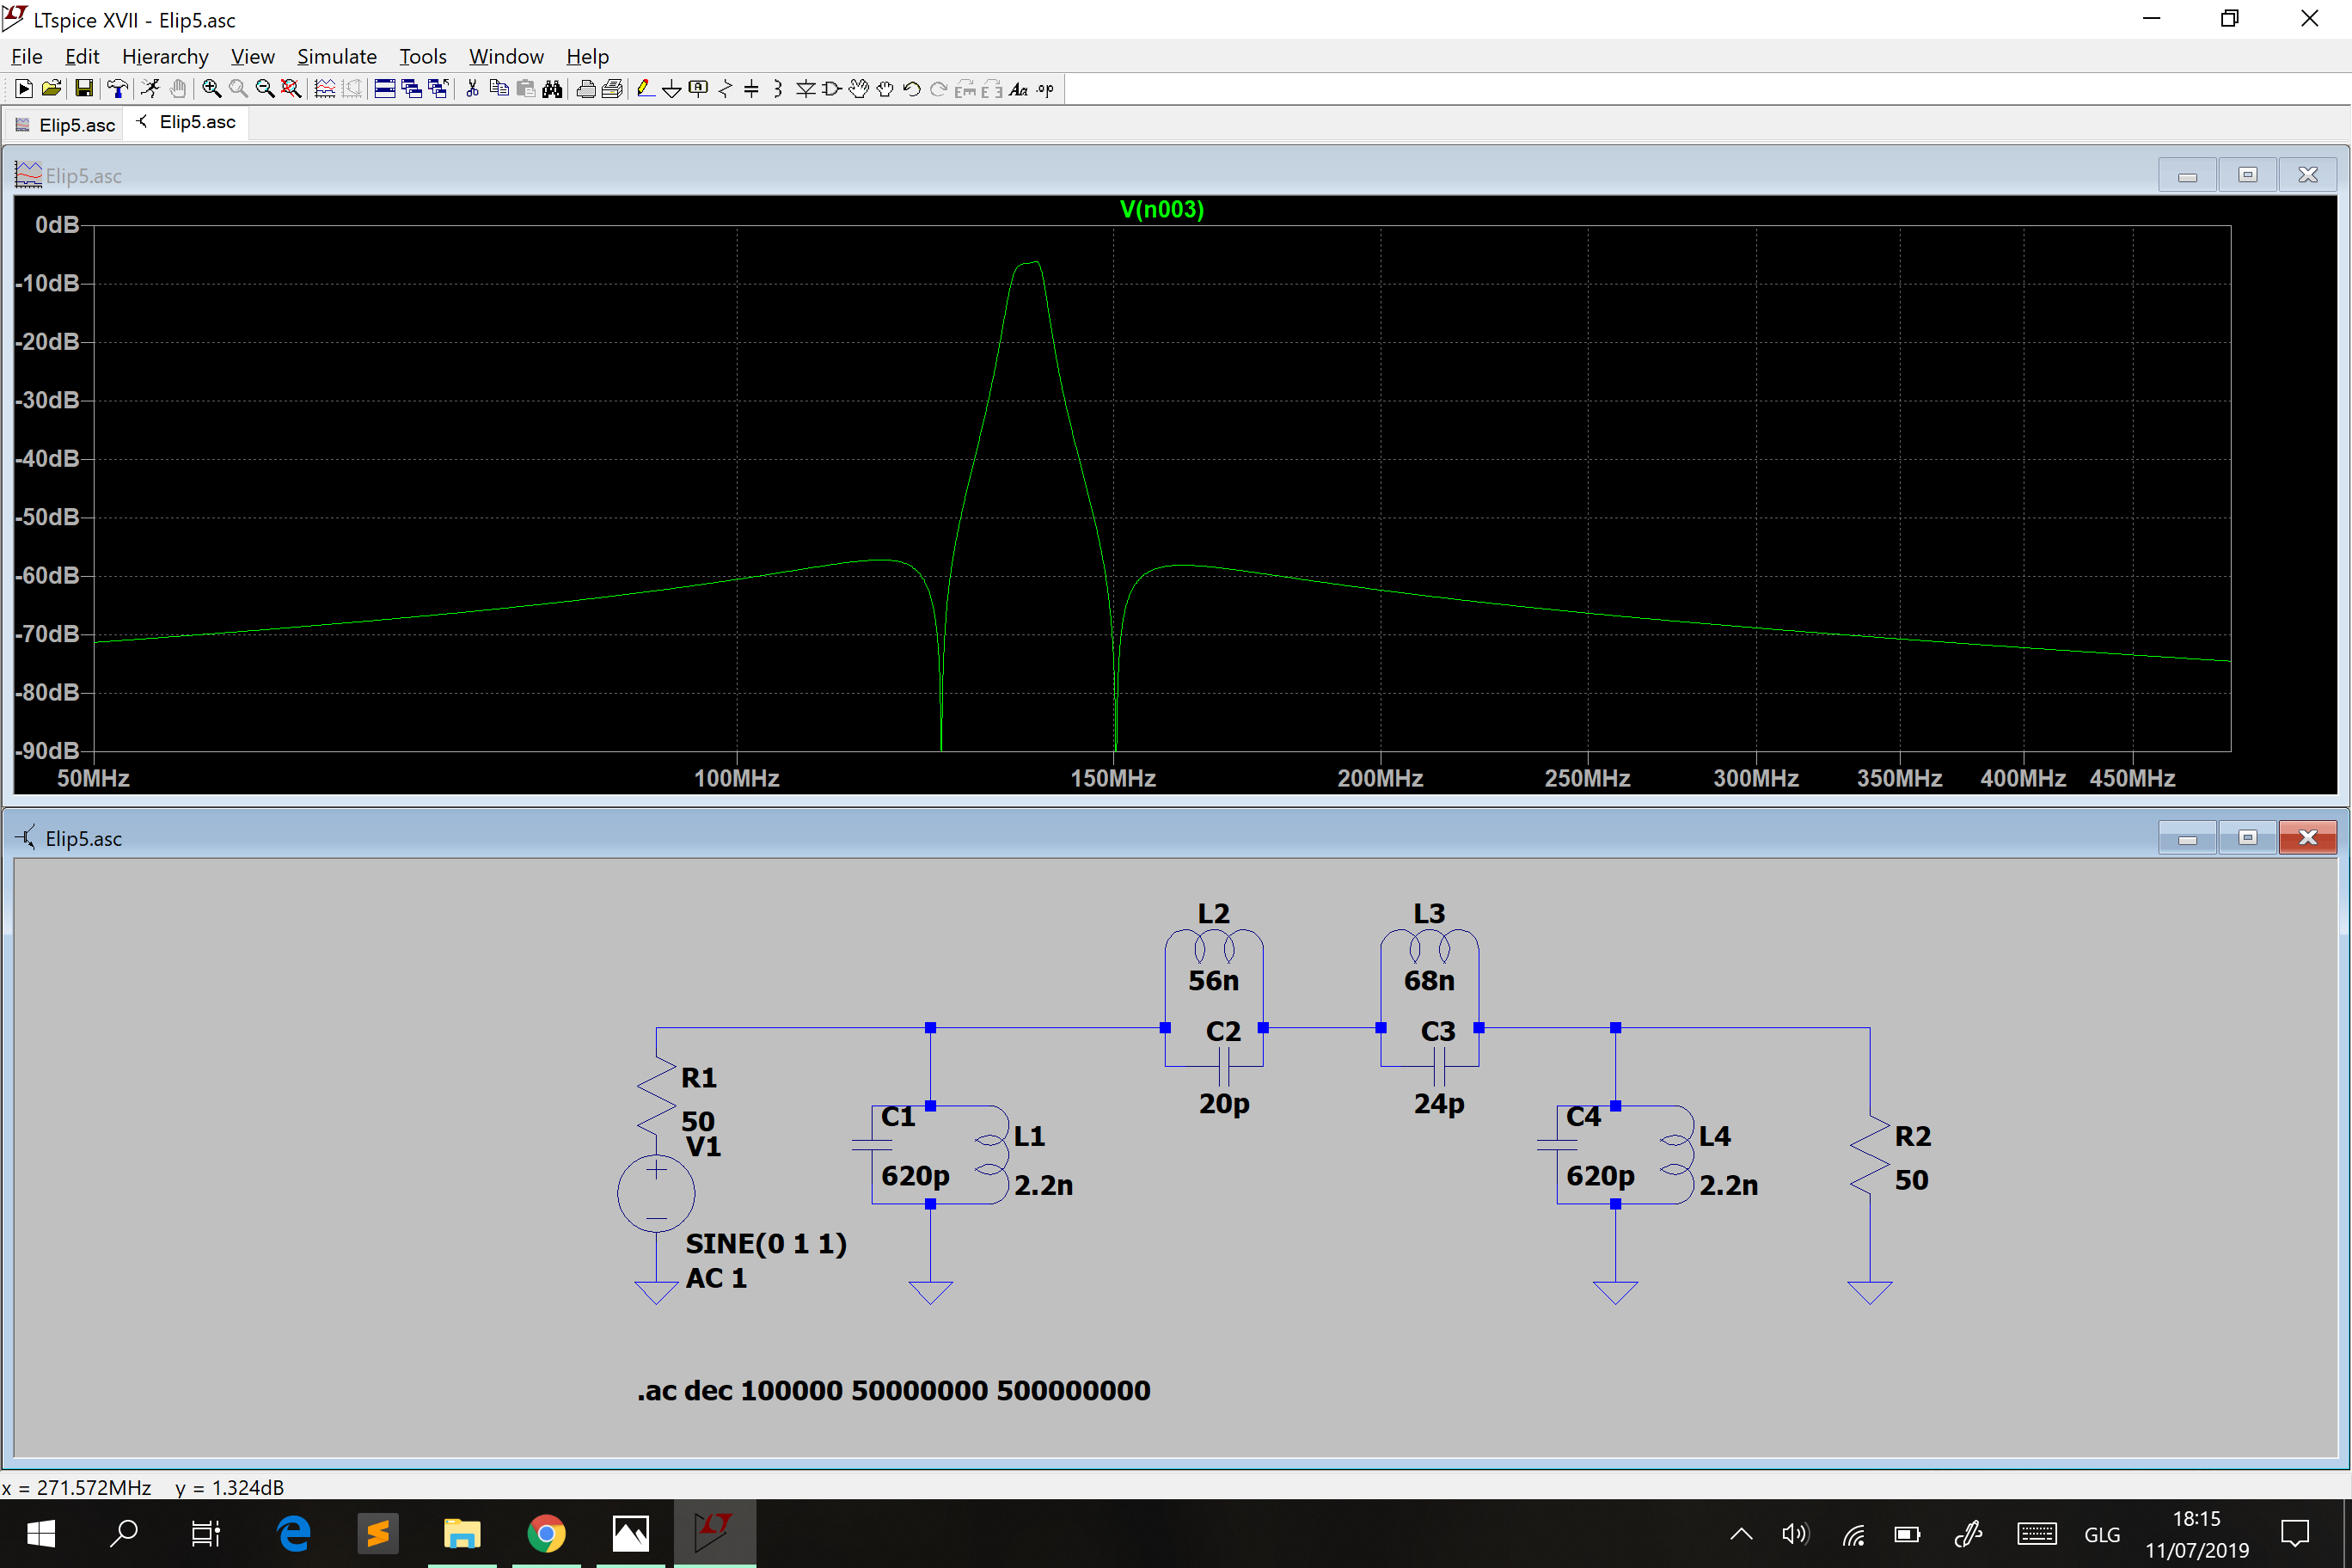 LTspice XVII - Elip5.asc
File Edit Hierarchy View Simulate Tools Window Help
Elip5.asc Elip5.asc
Elip5.asc
V(n003)
0dB
-10dB
-20dB
-30dB
-40dB
-50dB
-60dB
-70dB
-80dB
-90dB
50MHz 100MHz 150MHz 200MHz 250MHz 300MHz 350MHz 400MHz 450MHz
Elip5.asc
L2 L3
56n 68n
C2 C3
20p 24p
R1
50
V1
SINE(0 1 1)
AC 1
C1
620p
L1
2.2n
C4
620p
L4
2.2n
R2
50
.ac dec 100000 50000000 500000000
x = 271.572MHz y = 1.324dB
GLG
18:15
11/07/2019